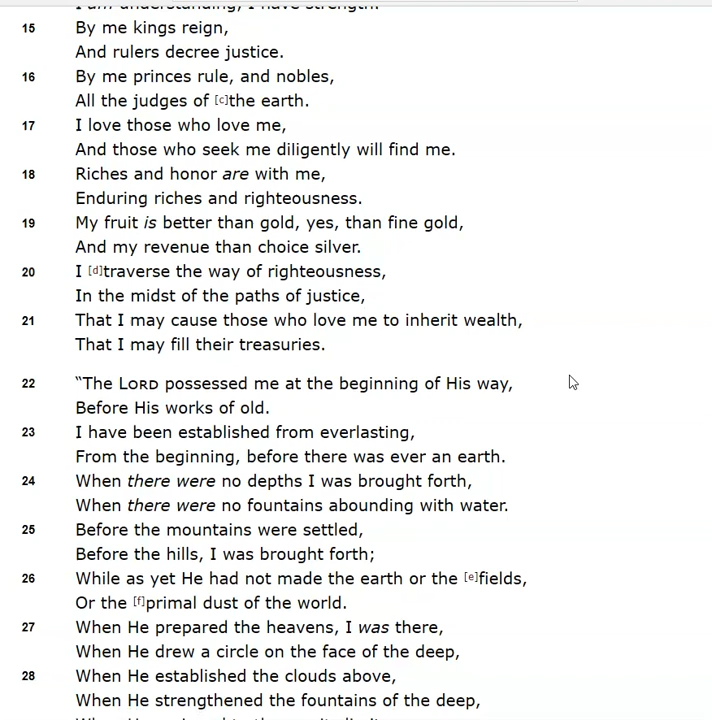 I am understanding, I have strength.
15 By me kings reign,
And rulers decree justice.
16 By me princes rule, and nobles,
All the judges of [c]the earth.
17 I love those who love me,
And those who seek me diligently will find me.
18 Riches and honor are with me,
Enduring riches and righteousness.
19 My fruit is better than gold, yes, than fine gold,
And my revenue than choice silver.
20 I [d]traverse the way of righteousness,
In the midst of the paths of justice,
21 That I may cause those who love me to inherit wealth,
That I may fill their treasuries.
22 “The LORD possessed me at the beginning of His way,
Before His works of old.
23 I have been established from everlasting,
From the beginning, before there was ever an earth.
24 When there were no depths I was brought forth,
When there were no fountains abounding with water.
25 Before the mountains were settled,
Before the hills, I was brought forth;
26 While as yet He had not made the earth or the [e]fields,
Or the [f]primal dust of the world.
27 When He prepared the heavens, I was there,
When He drew a circle on the face of the deep,
28 When He established the clouds above,
When He strengthened the fountains of the deep,